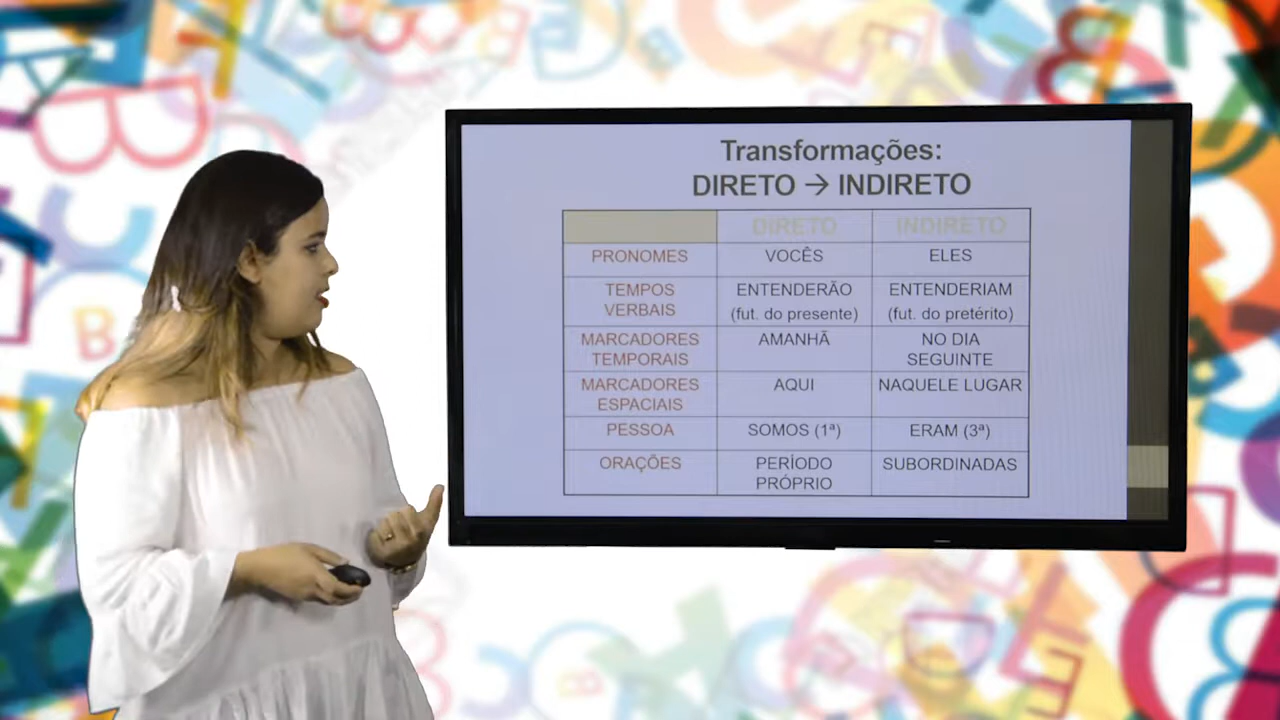 Transformações:
DIRETO → INDIRETO
DIRETO INDIRETO
PRONOMES VOCÊS ELES
TEMPOS VERBAIS ENTENDERÃO (fut. do presente) ENTENDERIAM (fut. do pretérito)
MARCADORES TEMPORAIS AMANHÃ NO DIA SEGUINTE
MARCADORES ESPACIAIS AQUI NAQUELE LUGAR
PESSOA SOMOS (1ª) ERAM (3ª)
ORAÇÕES PERÍODO PRÓPRIO SUBORDINADAS